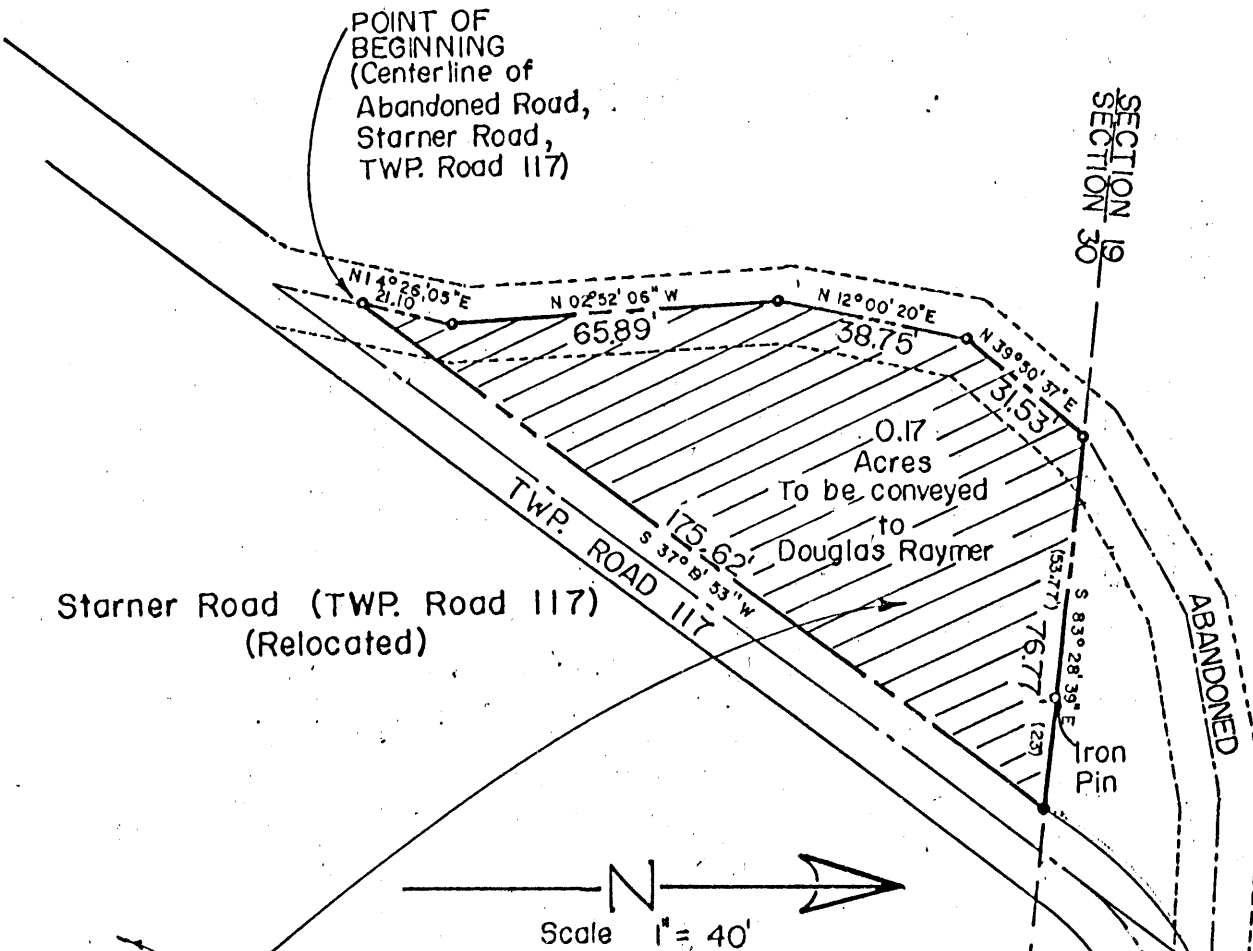 POINT OF
BEGINNING
(Centerline of
Abandoned Road,
Starner Road,
TWP. Road 117)
SECTION 19
SECTION 30
N14°26'05"E
21.10
N 02°52'06" W
65.89'
N 12°00'20"E
38.75'
N 39°50'37"E
31.53'
0.17
Acres
To be conveyed
to
Douglas Raymer
175.62'
S 37° 53" W
TWP. ROAD 117
Starner Road (TWP. Road 117)
(Relocated)
S 83°28'39"E
(53.77') 76.77' (23')
Iron
Pin
ABANDONED
N
Scale 1" = 40'